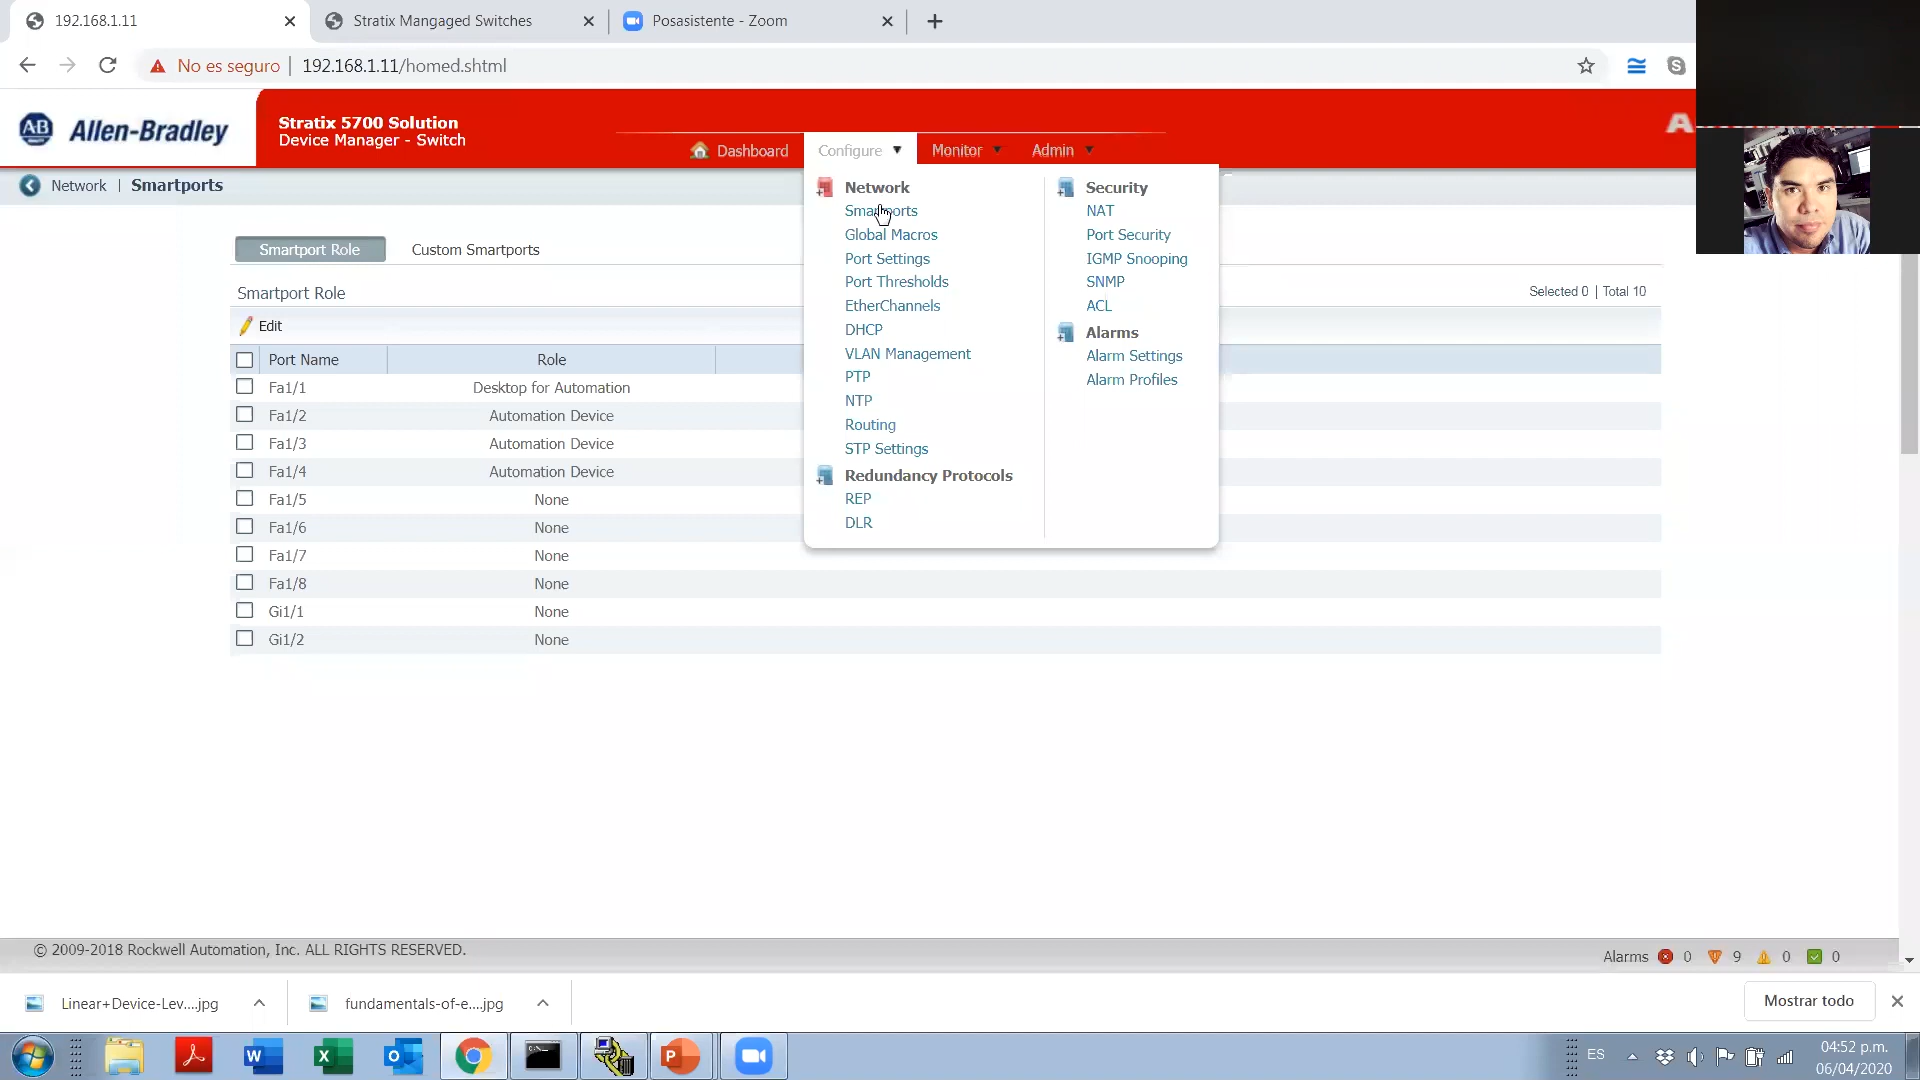 192.168.1.11
Stratix Mangaged Switches
Posasistente - Zoom
No es seguro | 192.168.1.11/homed.shtml
AB Allen-Bradley
Stratix 5700 Solution
Device Manager - Switch
Dashboard
Configure
Monitor
Admin
A
Network | Smartports
Network
Smartports
Global Macros
Port Settings
Port Thresholds
EtherChannels
DHCP
VLAN Management
PTP
NTP
Routing
STP Settings
Redundancy Protocols
REP
DLR
Security
NAT
Port Security
IGMP Snooping
SNMP
ACL
Alarms
Alarm Settings
Alarm Profiles
Smartport Role
Custom Smartports
Smartport Role
Selected 0 | Total 10
Edit
Port Name Role
Fa1/1 Desktop for Automation
Fa1/2 Automation Device
Fa1/3 Automation Device
Fa1/4 Automation Device
Fa1/5 None
Fa1/6 None
Fa1/7 None
Fa1/8 None
Gi1/1 None
Gi1/2 None
© 2009-2018 Rockwell Automation, Inc. ALL RIGHTS RESERVED.
Alarms 0 9 0 0
Linear+Device-Lev....jpg
fundamentals-of-e....jpg
Mostrar todo
ES
04:52 p.m.
06/04/2020